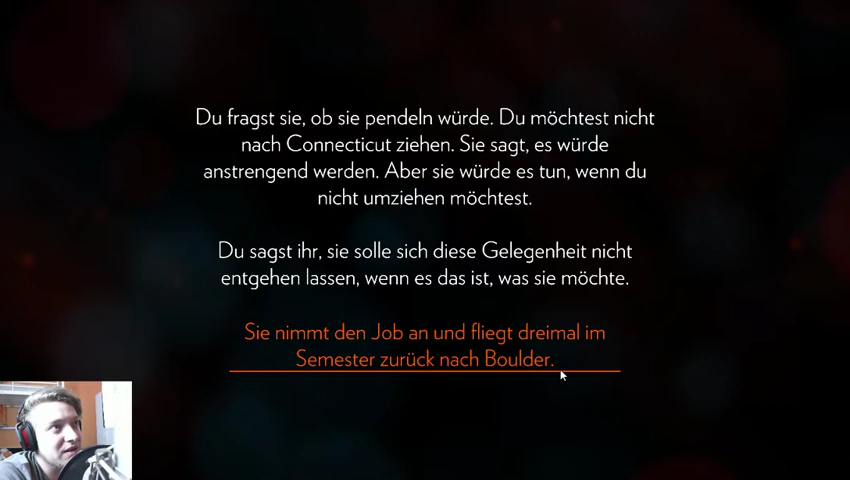 Du fragst sie, ob sie pendeln würde. Du möchtest nicht
nach Connecticut ziehen. Sie sagt, es würde
anstrengend werden. Aber sie würde es tun, wenn du
nicht umziehen möchtest.
Du sagst ihr, sie solle sich diese Gelegenheit nicht
entgehen lassen, wenn es das ist, was sie möchte.
Sie nimmt den Job an und fliegt dreimal im
Semester zurück nach Boulder.